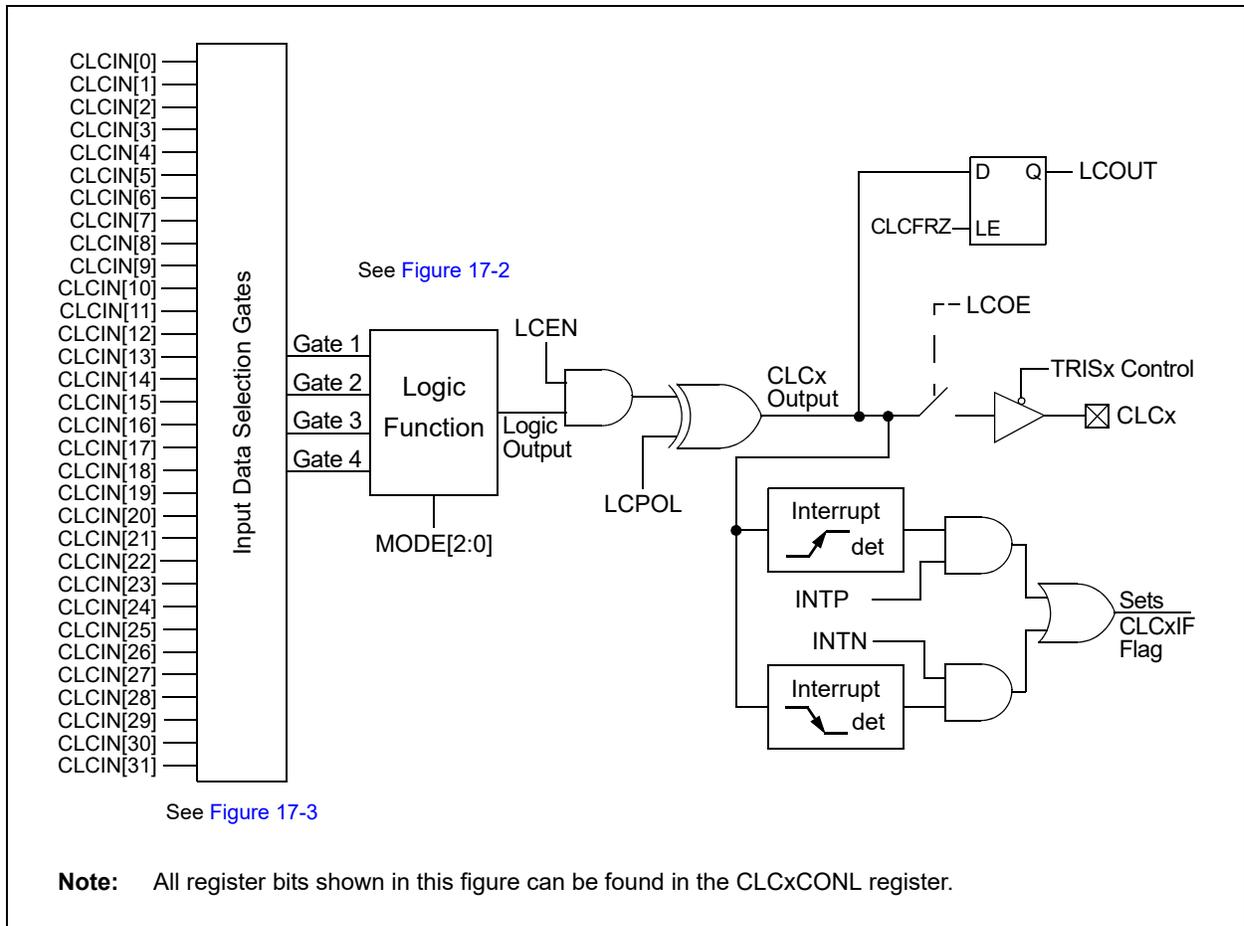 CLCIN[0]
CLCIN[1]
CLCIN[2]
CLCIN[3]
CLCIN[4]
CLCIN[5]
CLCIN[6]
CLCIN[7]
CLCIN[8]
CLCIN[9]
CLCIN[10]
CLCIN[11]
CLCIN[12]
CLCIN[13]
CLCIN[14]
CLCIN[15]
CLCIN[16]
CLCIN[17]
CLCIN[18]
CLCIN[19]
CLCIN[20]
CLCIN[21]
CLCIN[22]
CLCIN[23]
CLCIN[24]
CLCIN[25]
CLCIN[26]
CLCIN[27]
CLCIN[28]
CLCIN[29]
CLCIN[30]
CLCIN[31]
Input Data Selection Gates
See Figure 17-3
Gate 1
Gate 2
Gate 3
Gate 4
See Figure 17-2
Logic
Function
MODE[2:0]
Logic
Output
LCEN
LCPOL
CLCx
Output
D Q
LCOUT
CLCFRZ
LE
LCOE
TRISx Control
CLCx
Interrupt
det
INTP
INTN
Interrupt
det
Sets
CLCxIF
Flag
Note: All register bits shown in this figure can be found in the CLCxCONL register.